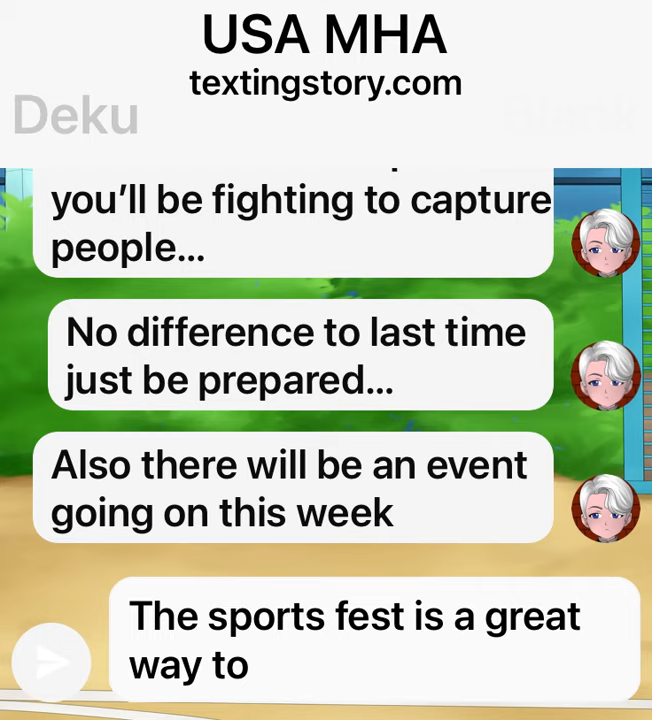 USA MHA
textingstory.com
Deku
you’ll be fighting to capture
people...
No difference to last time
just be prepared...
Also there will be an event
going on this week
The sports fest is a great
way to